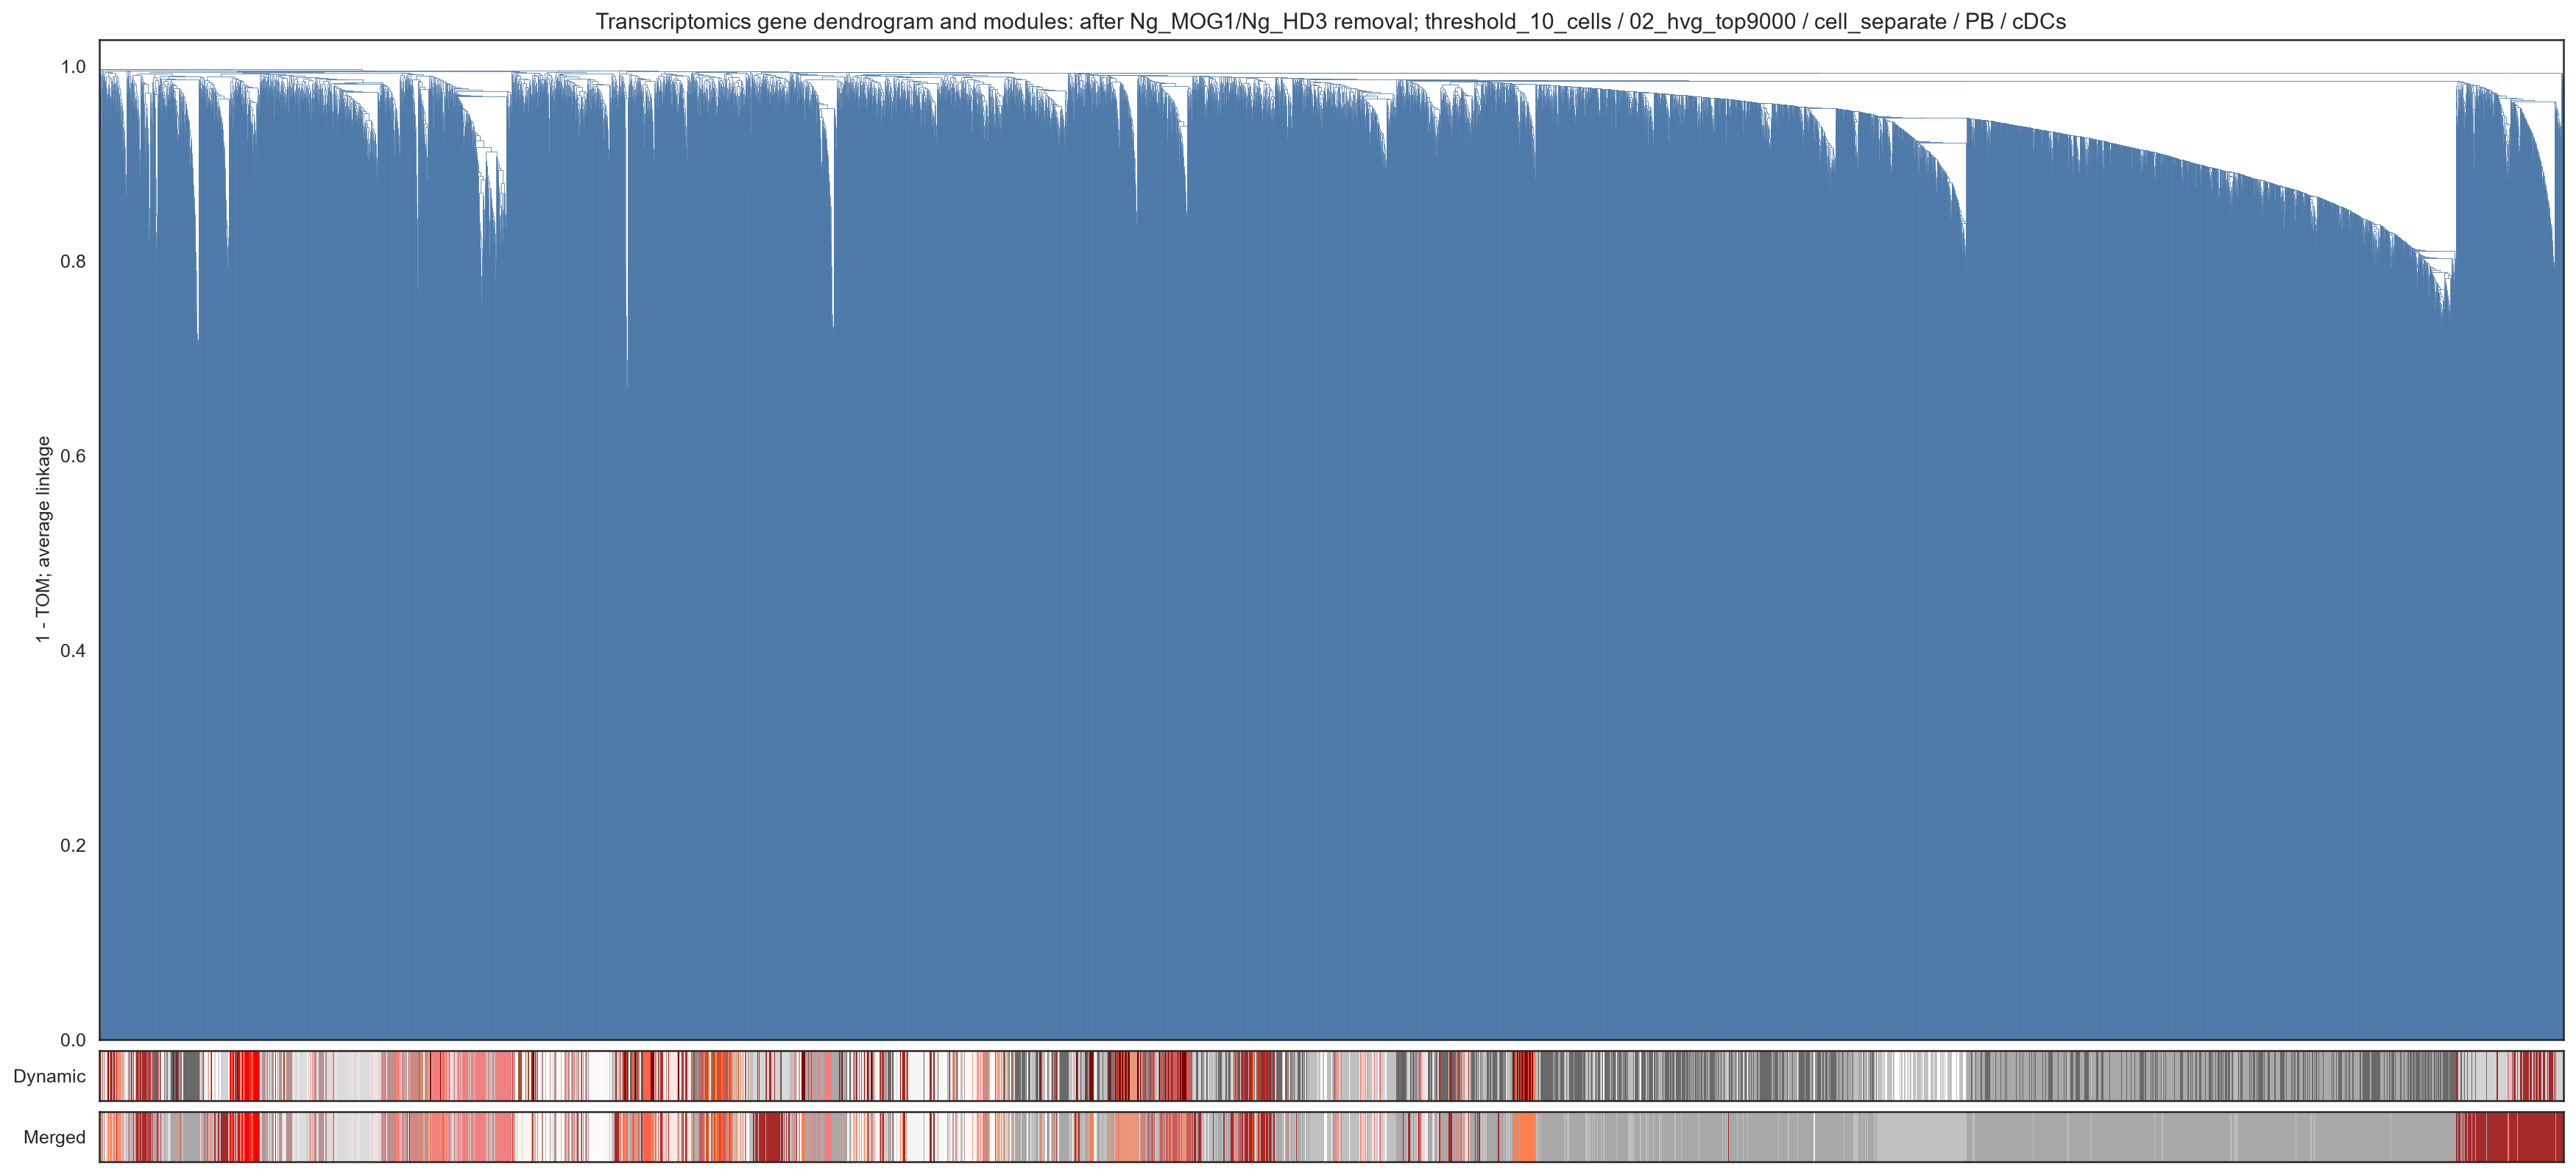 Transcriptomics gene dendrogram and modules: after Ng_MOG1/Ng_HD3 removal; threshold_10_cells / 02_hvg_top9000 / cell_separate / PB / cDCs
1.0
0.8
0.6
0.4
0.2
0.0
1 - TOM; average linkage
Dynamic
Merged